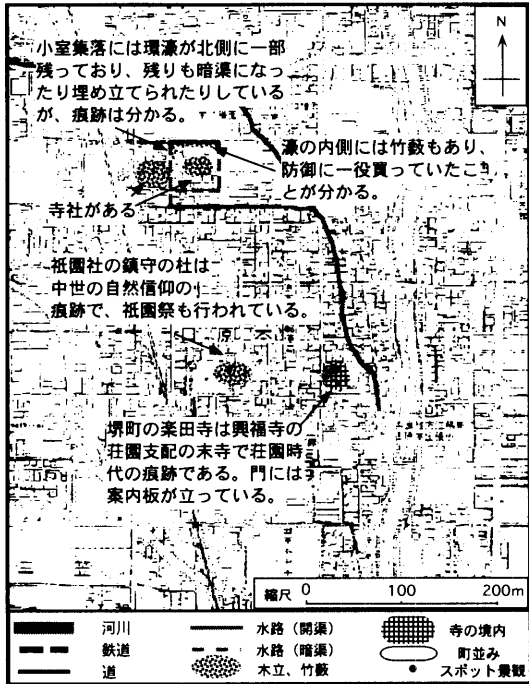 N
小室集落には環濠が北側に一部
残っており、残りも暗渠になっ
たり埋め立てられたりしている
が、痕跡は分かる。
濠の内側には竹藪もあり、
防御に一役買っていたこ
とが分かる。
寺社がある
祇園社の鎮守の杜は
中世の自然信仰の
痕跡で、祇園祭も行われている。
堺町の楽田寺は興福寺の
荘園支配の末寺で荘園時
代の痕跡である。門には
案内板が立っている。
縮尺 0 100 200m
河川 水路(開渠) 寺の境内
鉄道 水路(暗渠) 町並み
道 木立、竹藪 スポット景観